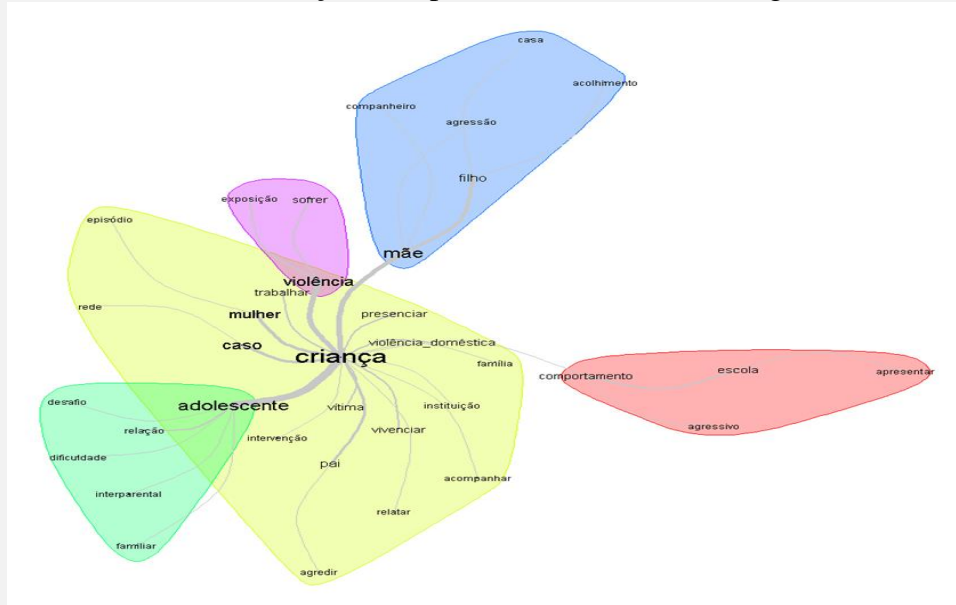 casa
acolhimento
companheiro
agressão
filho
exposição
sofrer
episódio
mãe
violência
trabalhar
rede
mulher
presenciar
caso
violência_doméstica
criança
família
escola
apresentar
comportamento
desafio
adolescente
vítima
instituição
relação
intervenção
vivenciar
agressivo
dificuldade
pai
acompanhar
interparental
relatar
familiar
agredir